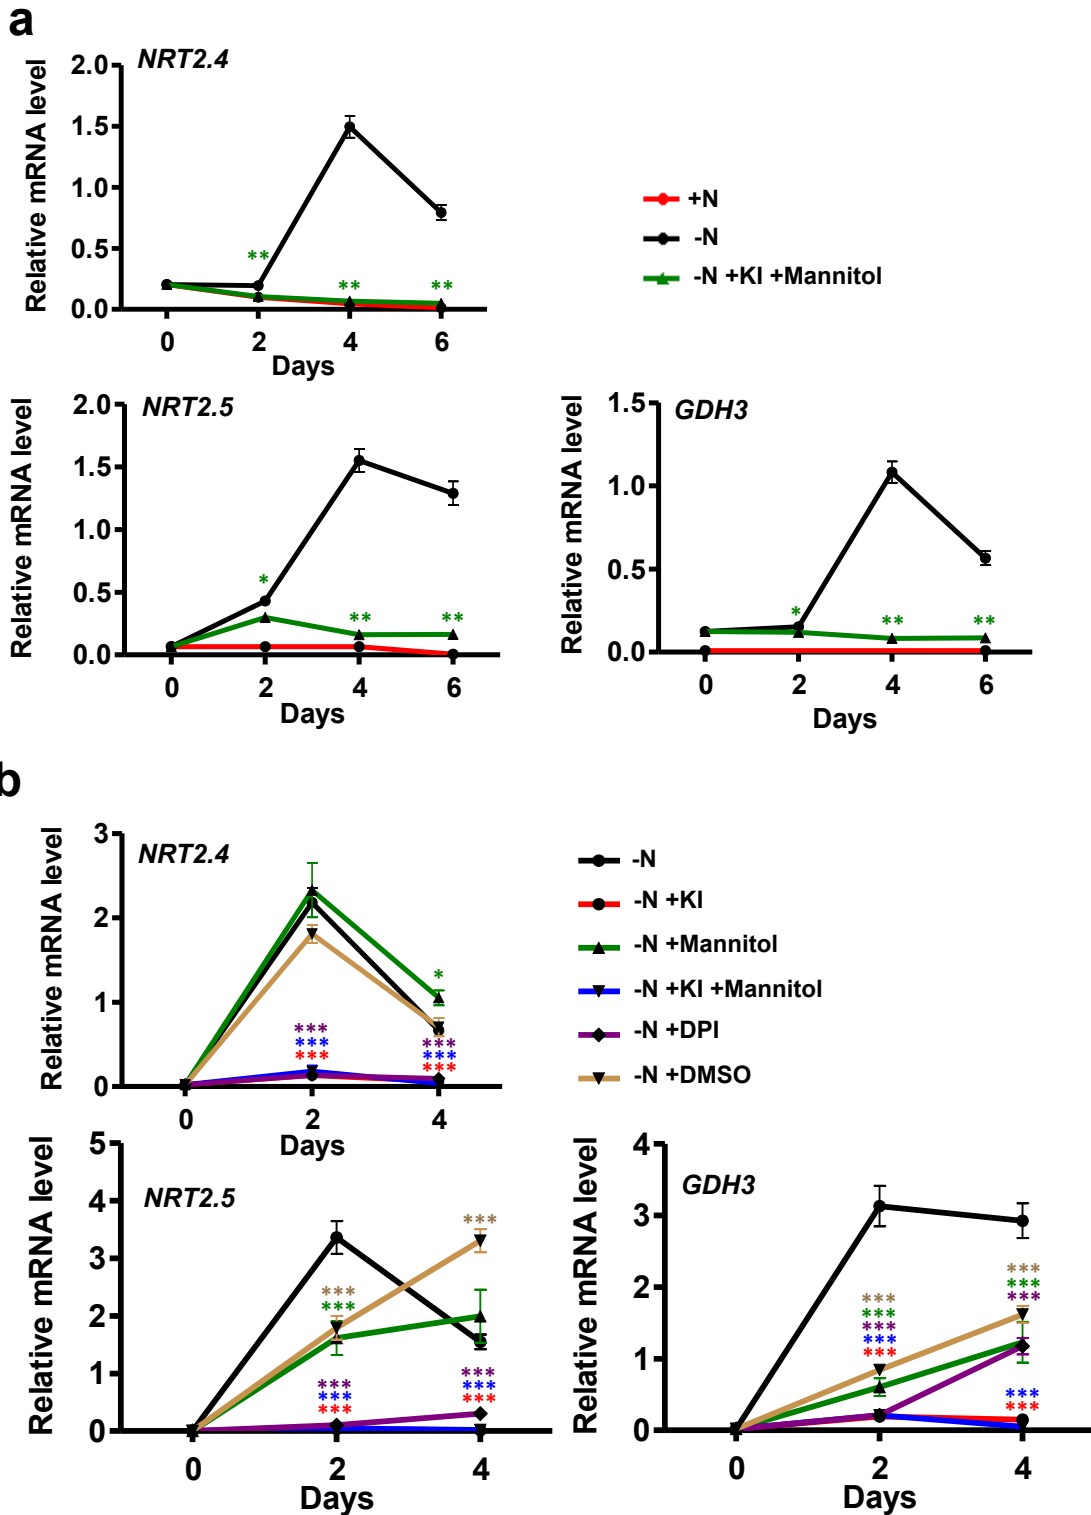 a
NRT2.4
Relative mRNA level
2.0
1.5
1.0
0.5
0.0
**
**
**
0
2
4
6
Days
+N
-N
-N +KI +Mannitol
NRT2.5
Relative mRNA level
2.0
1.5
1.0
0.5
0.0
*
**
**
0
2
4
6
Days
GDH3
Relative mRNA level
1.5
1.0
0.5
0.0
*
**
**
0
2
4
6
Days
b
NRT2.4
Relative mRNA level
3
2
1
0
*
***
***
***
***
***
***
0
2
4
Days
-N
-N +KI
-N +Mannitol
-N +KI +Mannitol
-N +DPI
-N +DMSO
NRT2.5
Relative mRNA level
5
4
3
2
1
0
***
***
***
***
***
***
***
***
***
0
2
4
Days
GDH3
Relative mRNA level
4
3
2
1
0
***
***
***
***
***
***
***
***
***
***
0
2
4
Days